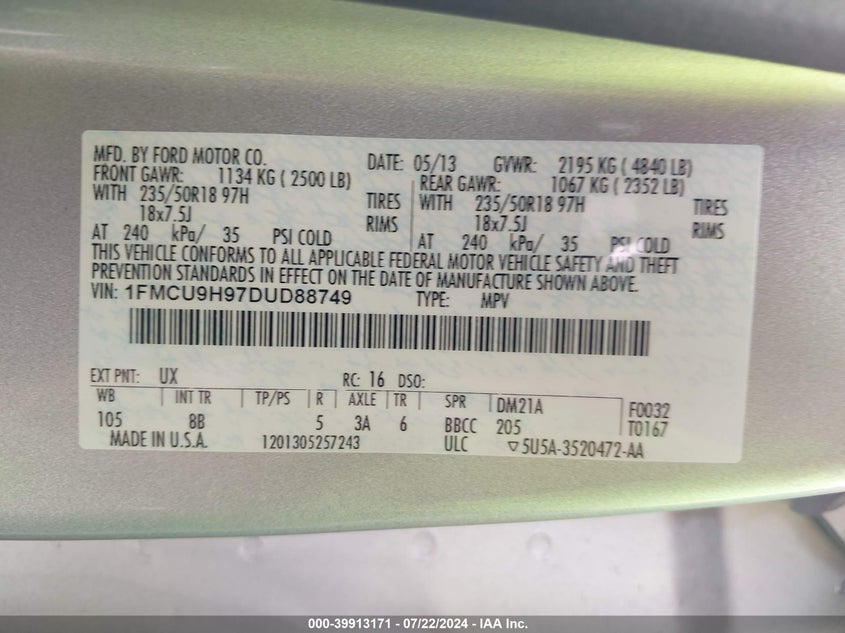 MFD. BY FORD MOTOR CO. DATE: 05/13 GVWR: 2195 KG ( 4840 LB)
FRONT GAWR: 1134 KG ( 2500 LB) REAR GAWR: 1067 KG ( 2352 LB)
WITH 235/50R18 97H TIRES WITH 235/50R18 97H TIRES
18x7.5J RIMS 18x7.5J RIMS
AT 240 kPa/ 35 PSI COLD AT 240 kPa/ 35 PSI COLD
THIS VEHICLE CONFORMS TO ALL APPLICABLE FEDERAL MOTOR VEHICLE SAFETY AND THEFT
PREVENTION STANDARDS IN EFFECT ON THE DATE OF MANUFACTURE SHOWN ABOVE.
VIN: 1FMCU9H97DUD88749 TYPE: MPV
EXT PNT: UX RC: 16 DSO:
WB INT TR TP/PS R AXLE TR SPR DM21A F0032
105 8B 5 3A 6 BBCC 205 T0167
MADE IN U.S.A. 1201305257243 ULC ▽5U5A-3520472-AA
000-39913171 / 07/22/2024 - IAA Inc.